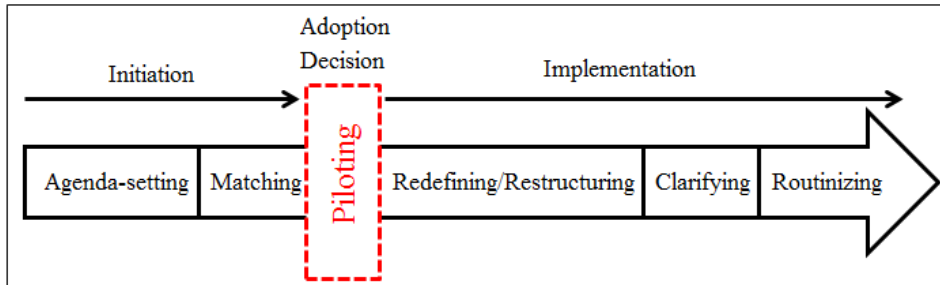 Adoption
Decision
Initiation
Implementation
Agenda-setting
Matching
Piloting
Redefining/Restructuring
Clarifying
Routinizing